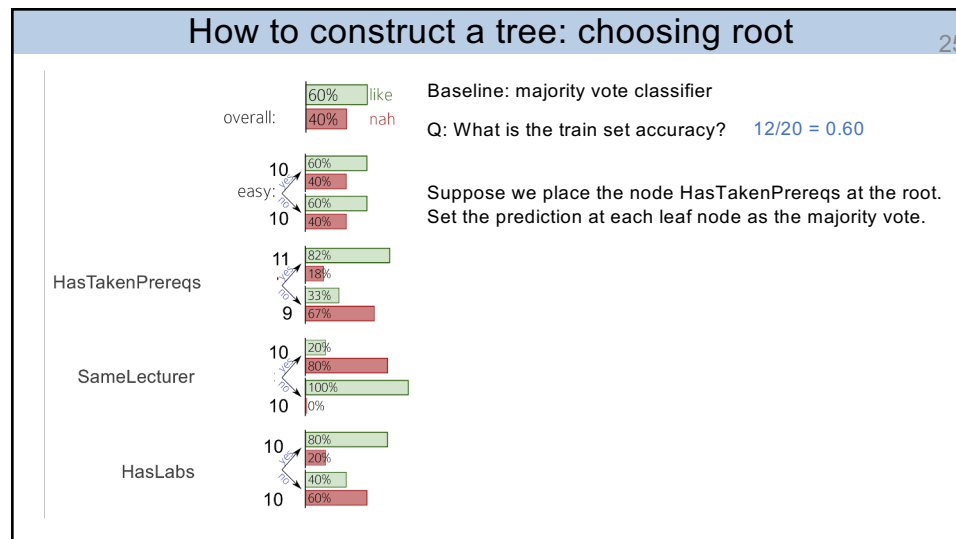 How to construct a tree: choosing root
25
60% like
overall: 40% nah
Baseline: majority vote classifier
Q: What is the train set accuracy? 12/20 = 0.60
10 60%
yes 40%
easy:
no 60%
10 40%
Suppose we place the node HasTakenPrereqs at the root.
Set the prediction at each leaf node as the majority vote.
11 82%
yes 18%
HasTakenPrereqs
no 33%
9 67%
10 20%
yes 80%
SameLecturer
no 100%
10 0%
10 80%
yes 20%
HasLabs
no 40%
10 60%